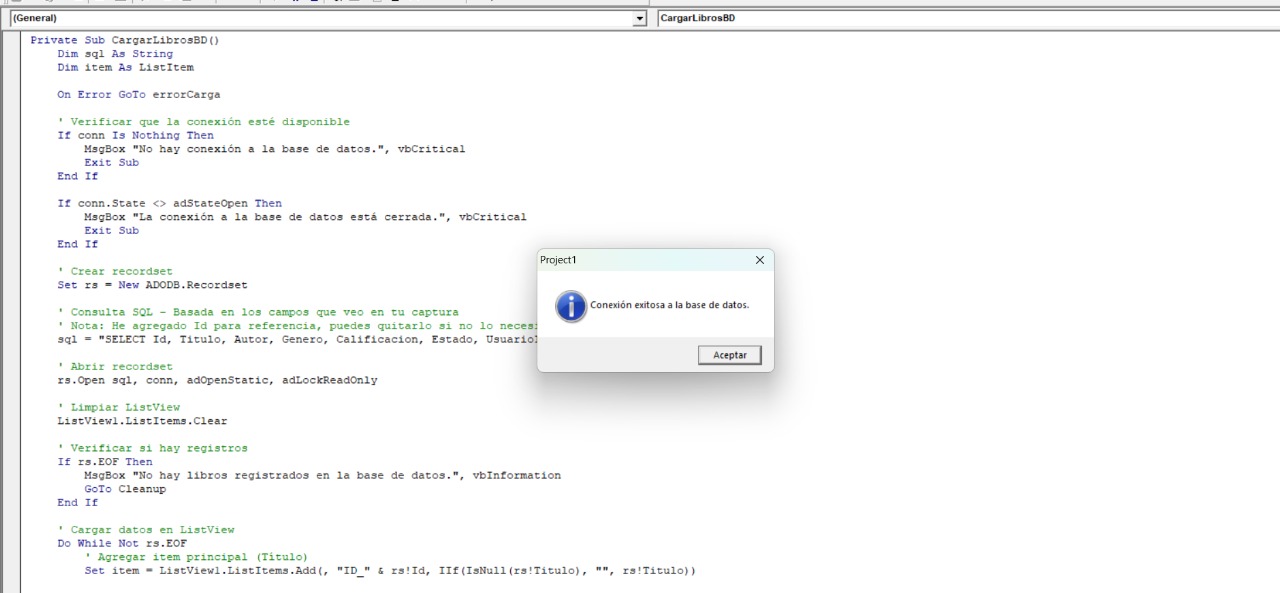 (General)
CargarLibrosBD
Private Sub CargarLibrosBD()
Dim sql As String
Dim item As ListItem
On Error GoTo errorCarga
' Verificar que la conexión esté disponible
If conn Is Nothing Then
MsgBox "No hay conexión a la base de datos.", vbCritical
Exit Sub
End If
If conn.State <> adStateOpen Then
MsgBox "La conexión a la base de datos está cerrada.", vbCritical
Exit Sub
End If
' Crear recordset
Set rs = New ADODB.Recordset
' Consulta SQL - Basada en los campos que veo en tu captura
' Nota: He agregado Id para referencia, puedes quitarlo si no lo necesi
sql = "SELECT Id, Titulo, Autor, Genero, Calificacion, Estado, Usuario
' Abrir recordset
rs.Open sql, conn, adOpenStatic, adLockReadOnly
' Limpiar ListView
ListView1.ListItems.Clear
' Verificar si hay registros
If rs.EOF Then
MsgBox "No hay libros registrados en la base de datos.", vbInformation
GoTo Cleanup
End If
' Cargar datos en ListView
Do While Not rs.EOF
' Agregar item principal (Título)
Set item = ListView1.ListItems.Add(, "ID_" & rs!Id, IIf(IsNull(rs!Titulo), "", rs!Titulo))
Project1
Conexión exitosa a la base de datos.
Aceptar